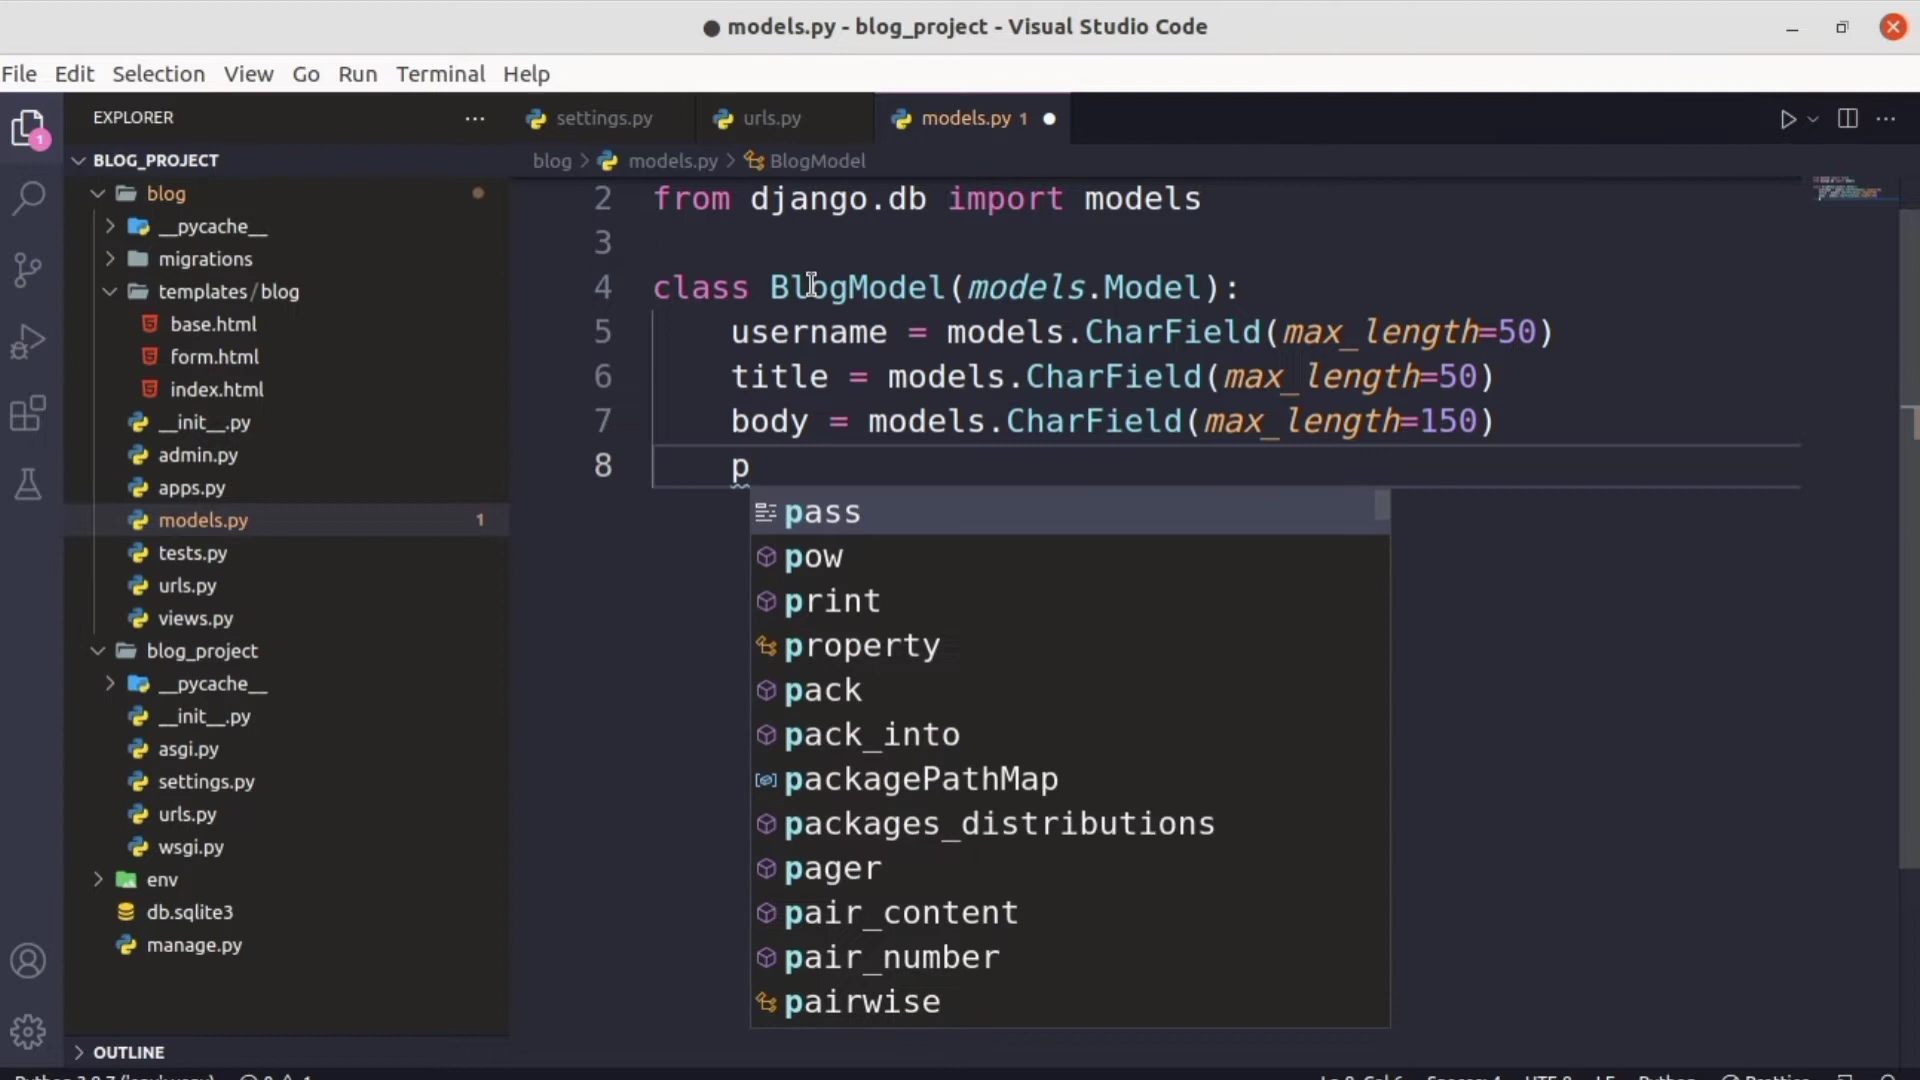 models.py - blog_project - Visual Studio Code
File Edit Selection View Go Run Terminal Help
EXPLORER
settings.py
urls.py
models.py 1
BLOG_PROJECT
blog > models.py > BlogModel
blog
__pycache__
migrations
templates/blog
base.html
form.html
index.html
__init__.py
admin.py
apps.py
models.py 1
tests.py
urls.py
views.py
blog_project
__pycache__
__init__.py
asgi.py
settings.py
urls.py
wsgi.py
env
db.sqlite3
manage.py
OUTLINE
1
2 from django.db import models
3
4 class BlogModel(models.Model):
5 username = models.CharField(max_length=50)
6 title = models.CharField(max_length=50)
7 body = models.CharField(max_length=150)
8 p
pass
pow
print
property
pack
pack_into
packagePathMap
packages_distributions
pager
pair_content
pair_number
pairwise